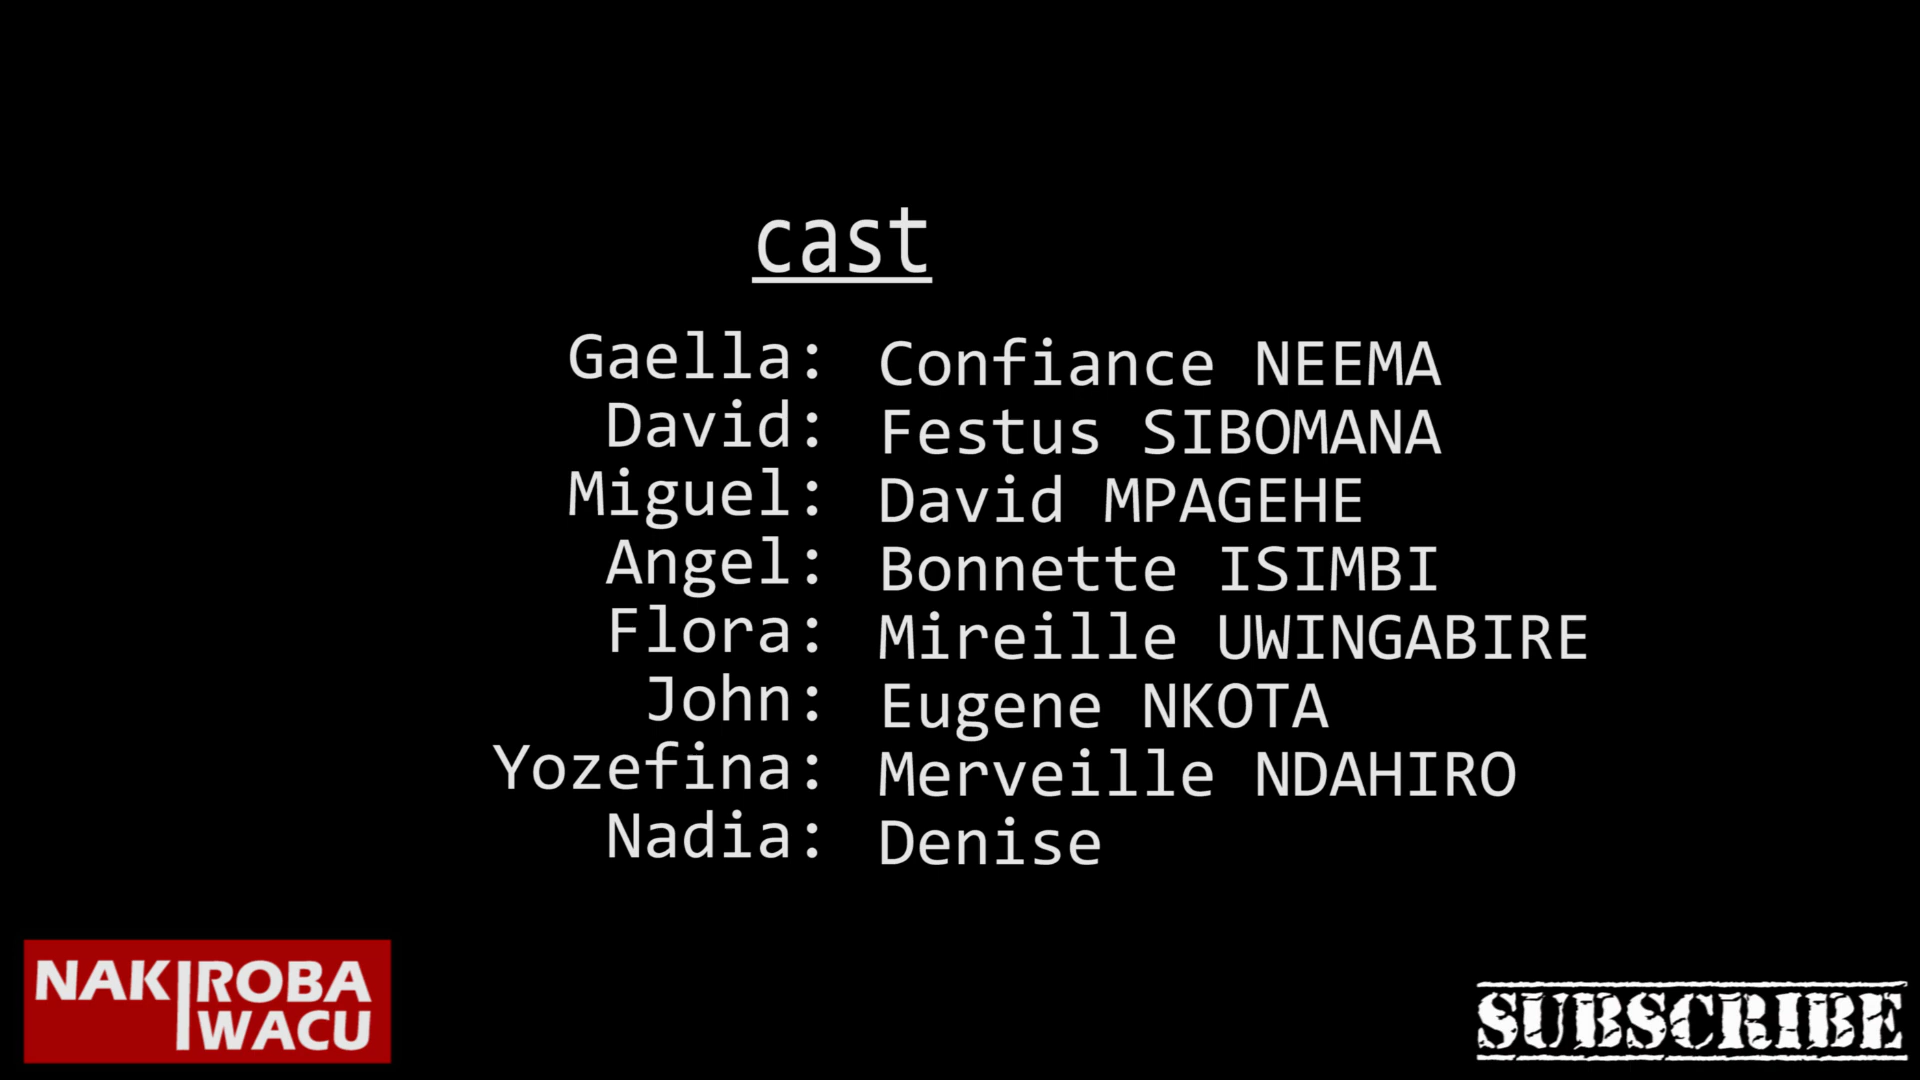 cast
Gaella: Confiance NEEMA
David: Festus SIBOMANA
Miguel: David MPAGEHE
Angel: Bonnette ISIMBI
Flora: Mireille UWINGABIRE
John: Eugene NKOTA
Yozefina: Merveille NDAHIRO
Nadia: Denise
NAKIROBA
IWACU
SUBSCRIBE